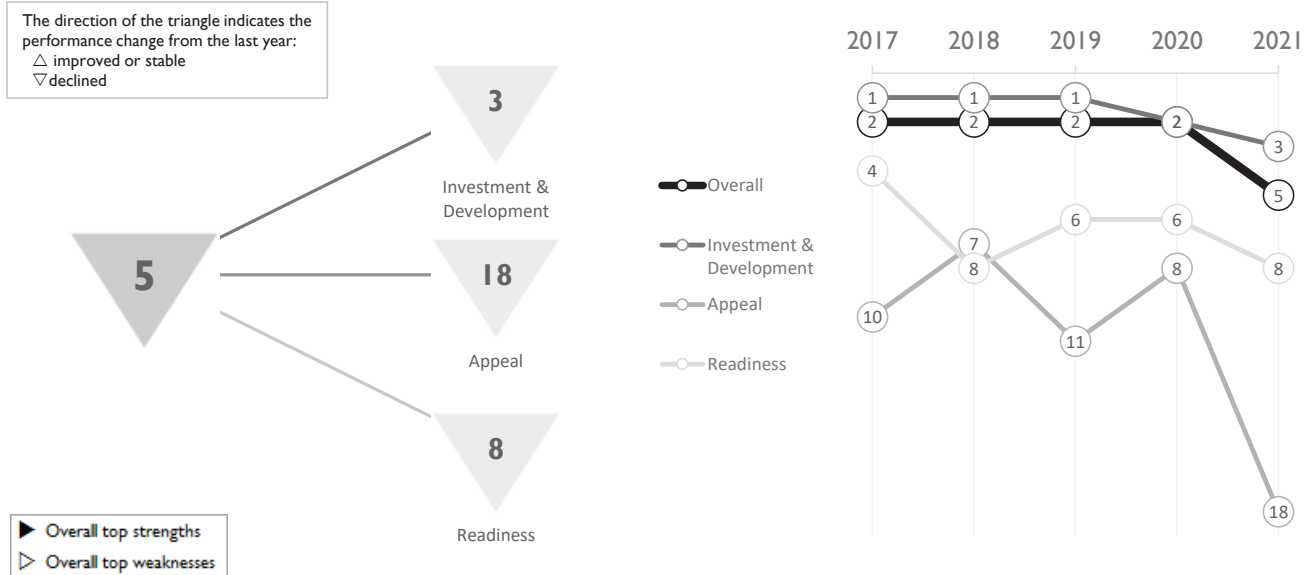 The direction of the triangle indicates the
performance change from the last year:
△ improved or stable
▽declined
5
3
Investment &
Development
18
Appeal
8
Readiness
▶ Overall top strengths
▷ Overall top weaknesses
2017 2018 2019 2020 2021
Overall
Investment &
Development
Appeal
Readiness
1 1 1
2 2 2 2
3
4
5
6 6
7
8 8 8
10
11
18